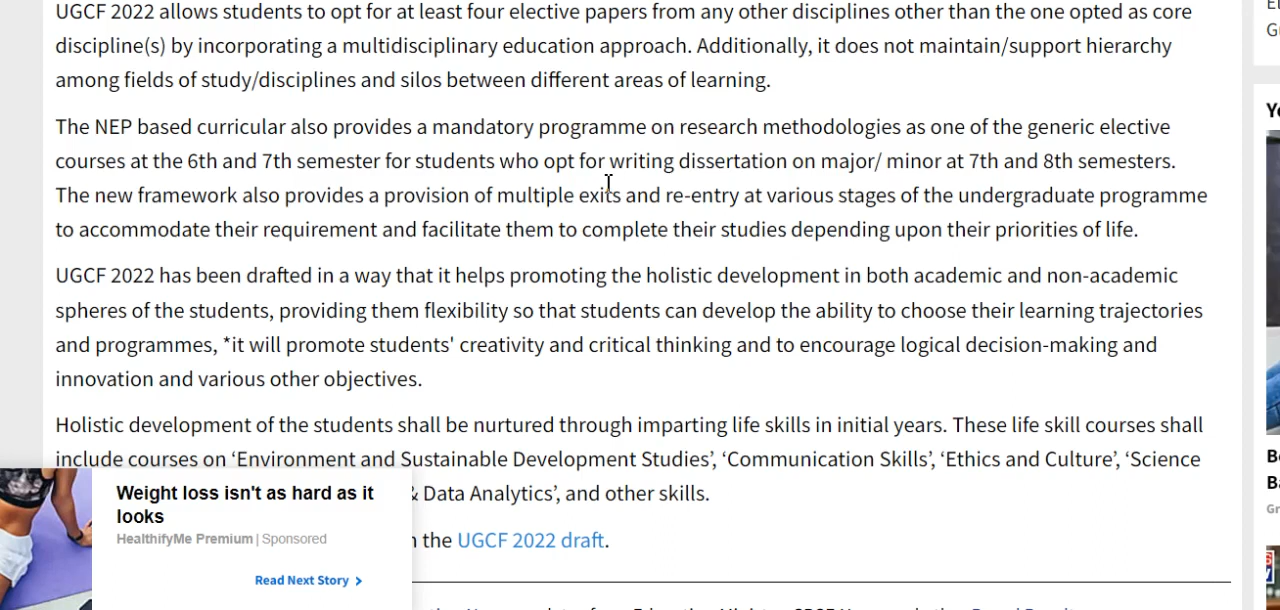 UGCF 2022 allows students to opt for at least four elective papers from any other disciplines other than the one opted as core
discipline(s) by incorporating a multidisciplinary education approach. Additionally, it does not maintain/support hierarchy
among fields of study/disciplines and silos between different areas of learning.
The NEP based curricular also provides a mandatory programme on research methodologies as one of the generic elective
courses at the 6th and 7th semester for students who opt for writing dissertation on major/ minor at 7th and 8th semesters.
The new framework also provides a provision of multiple exits and re-entry at various stages of the undergraduate programme
to accommodate their requirement and facilitate them to complete their studies depending upon their priorities of life.
UGCF 2022 has been drafted in a way that it helps promoting the holistic development in both academic and non-academic
spheres of the students, providing them flexibility so that students can develop the ability to choose their learning trajectories
and programmes, *it will promote students' creativity and critical thinking and to encourage logical decision-making and
innovation and various other objectives.
Holistic development of the students shall be nurtured through imparting life skills in initial years. These life skill courses shall
include courses on ‘Environment and Sustainable Development Studies’, ‘Communication Skills’, ‘Ethics and Culture’, ‘Science
& Data Analytics’, and other skills.
the UGCF 2022 draft.
Weight loss isn't as hard as it
looks
HealthifyMe Premium | Sponsored
Read Next Story >